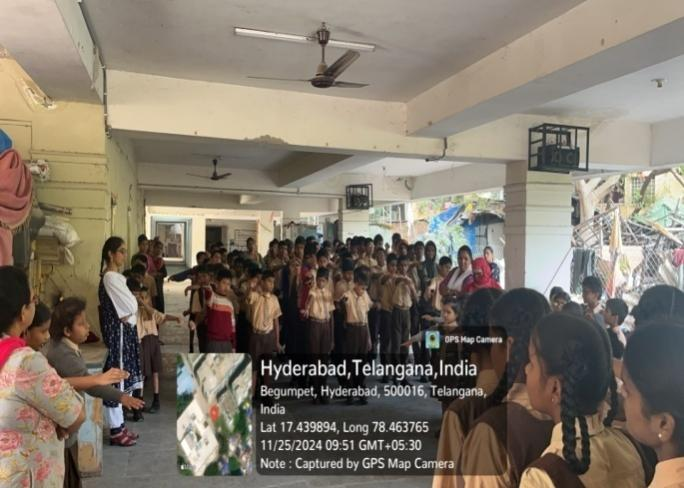 GPS Map Camera
Hyderabad,Telangana,India
Begumpet, Hyderabad, 500016, Telangana,
India
Lat 17.439894, Long 78.463765
11/25/2024 09:51 GMT+05:30
Note : Captured by GPS Map Camera